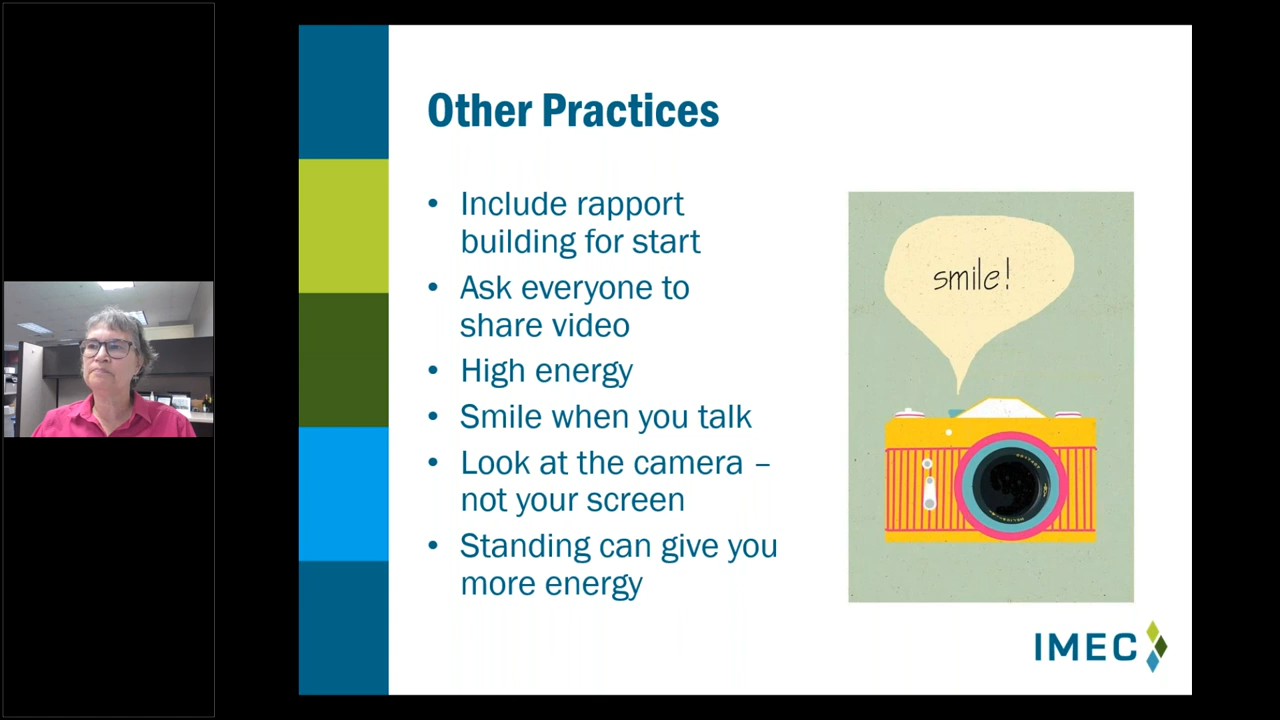 Other Practices
• Include rapport
building for start
• Ask everyone to
share video
• High energy
• Smile when you talk
• Look at the camera –
not your screen
• Standing can give you
more energy
smile!
IMEC